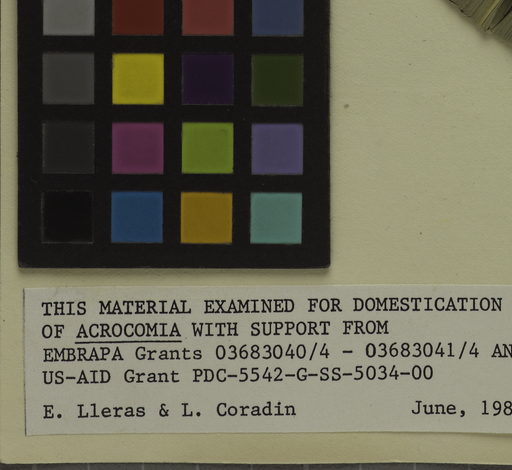 THIS MATERIAL EXAMINED FOR DOMESTICATION
OF ACROCOMIA WITH SUPPORT FROM
EMBRAPA Grants 03683040/4 - 03683041/4 AN
US-AID Grant PDC-5542-G-SS-5034-00
E. Lleras & L. Coradin June, 198